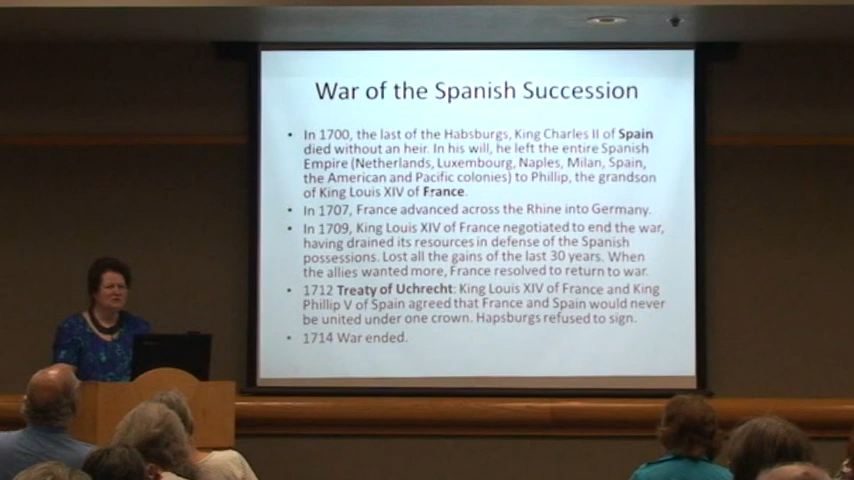 War of the Spanish Succession
• In 1700, the last of the Habsburgs, King Charles II of Spain
died without an heir. In his will, he left the entire Spanish
Empire (Netherlands, Luxembourg, Naples, Milan, Spain,
the American and Pacific colonies) to Phillip, the grandson
of King Louis XIV of France.
• In 1707, France advanced across the Rhine into Germany.
• In 1709, King Louis XIV of France negotiated to end the war,
having drained its resources in defense of the Spanish
possessions. Lost all the gains of the last 30 years. When
the allies wanted more, France resolved to return to war.
• 1712 Treaty of Uchrecht: King Louis XIV of France and King
Phillip V of Spain agreed that France and Spain would never
be united under one crown. Hapsburgs refused to sign.
• 1714 War ended.